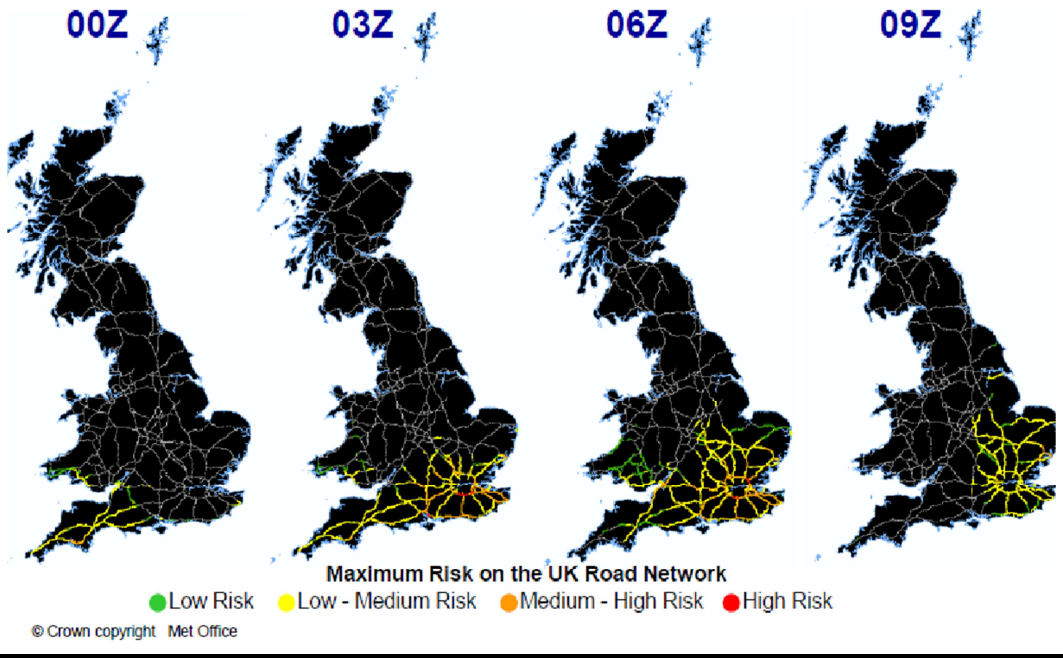 00Z 03Z 06Z 09Z
Maximum Risk on the UK Road Network
Low Risk Low - Medium Risk Medium - High Risk High Risk
© Crown copyright Met Office